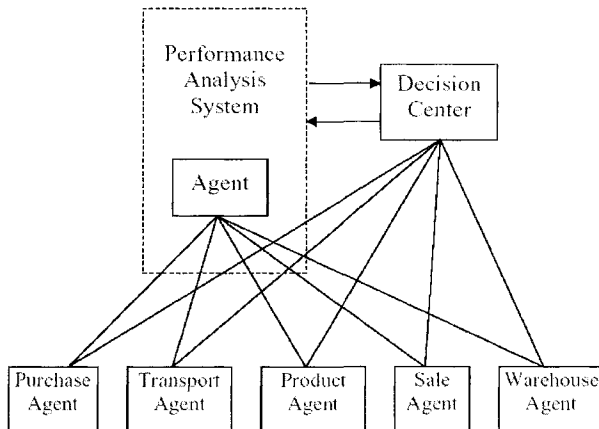 Performance
Analysis
System
Decision
Center
Agent
Purchase
Agent
Transport
Agent
Product
Agent
Sale
Agent
Warehouse
Agent